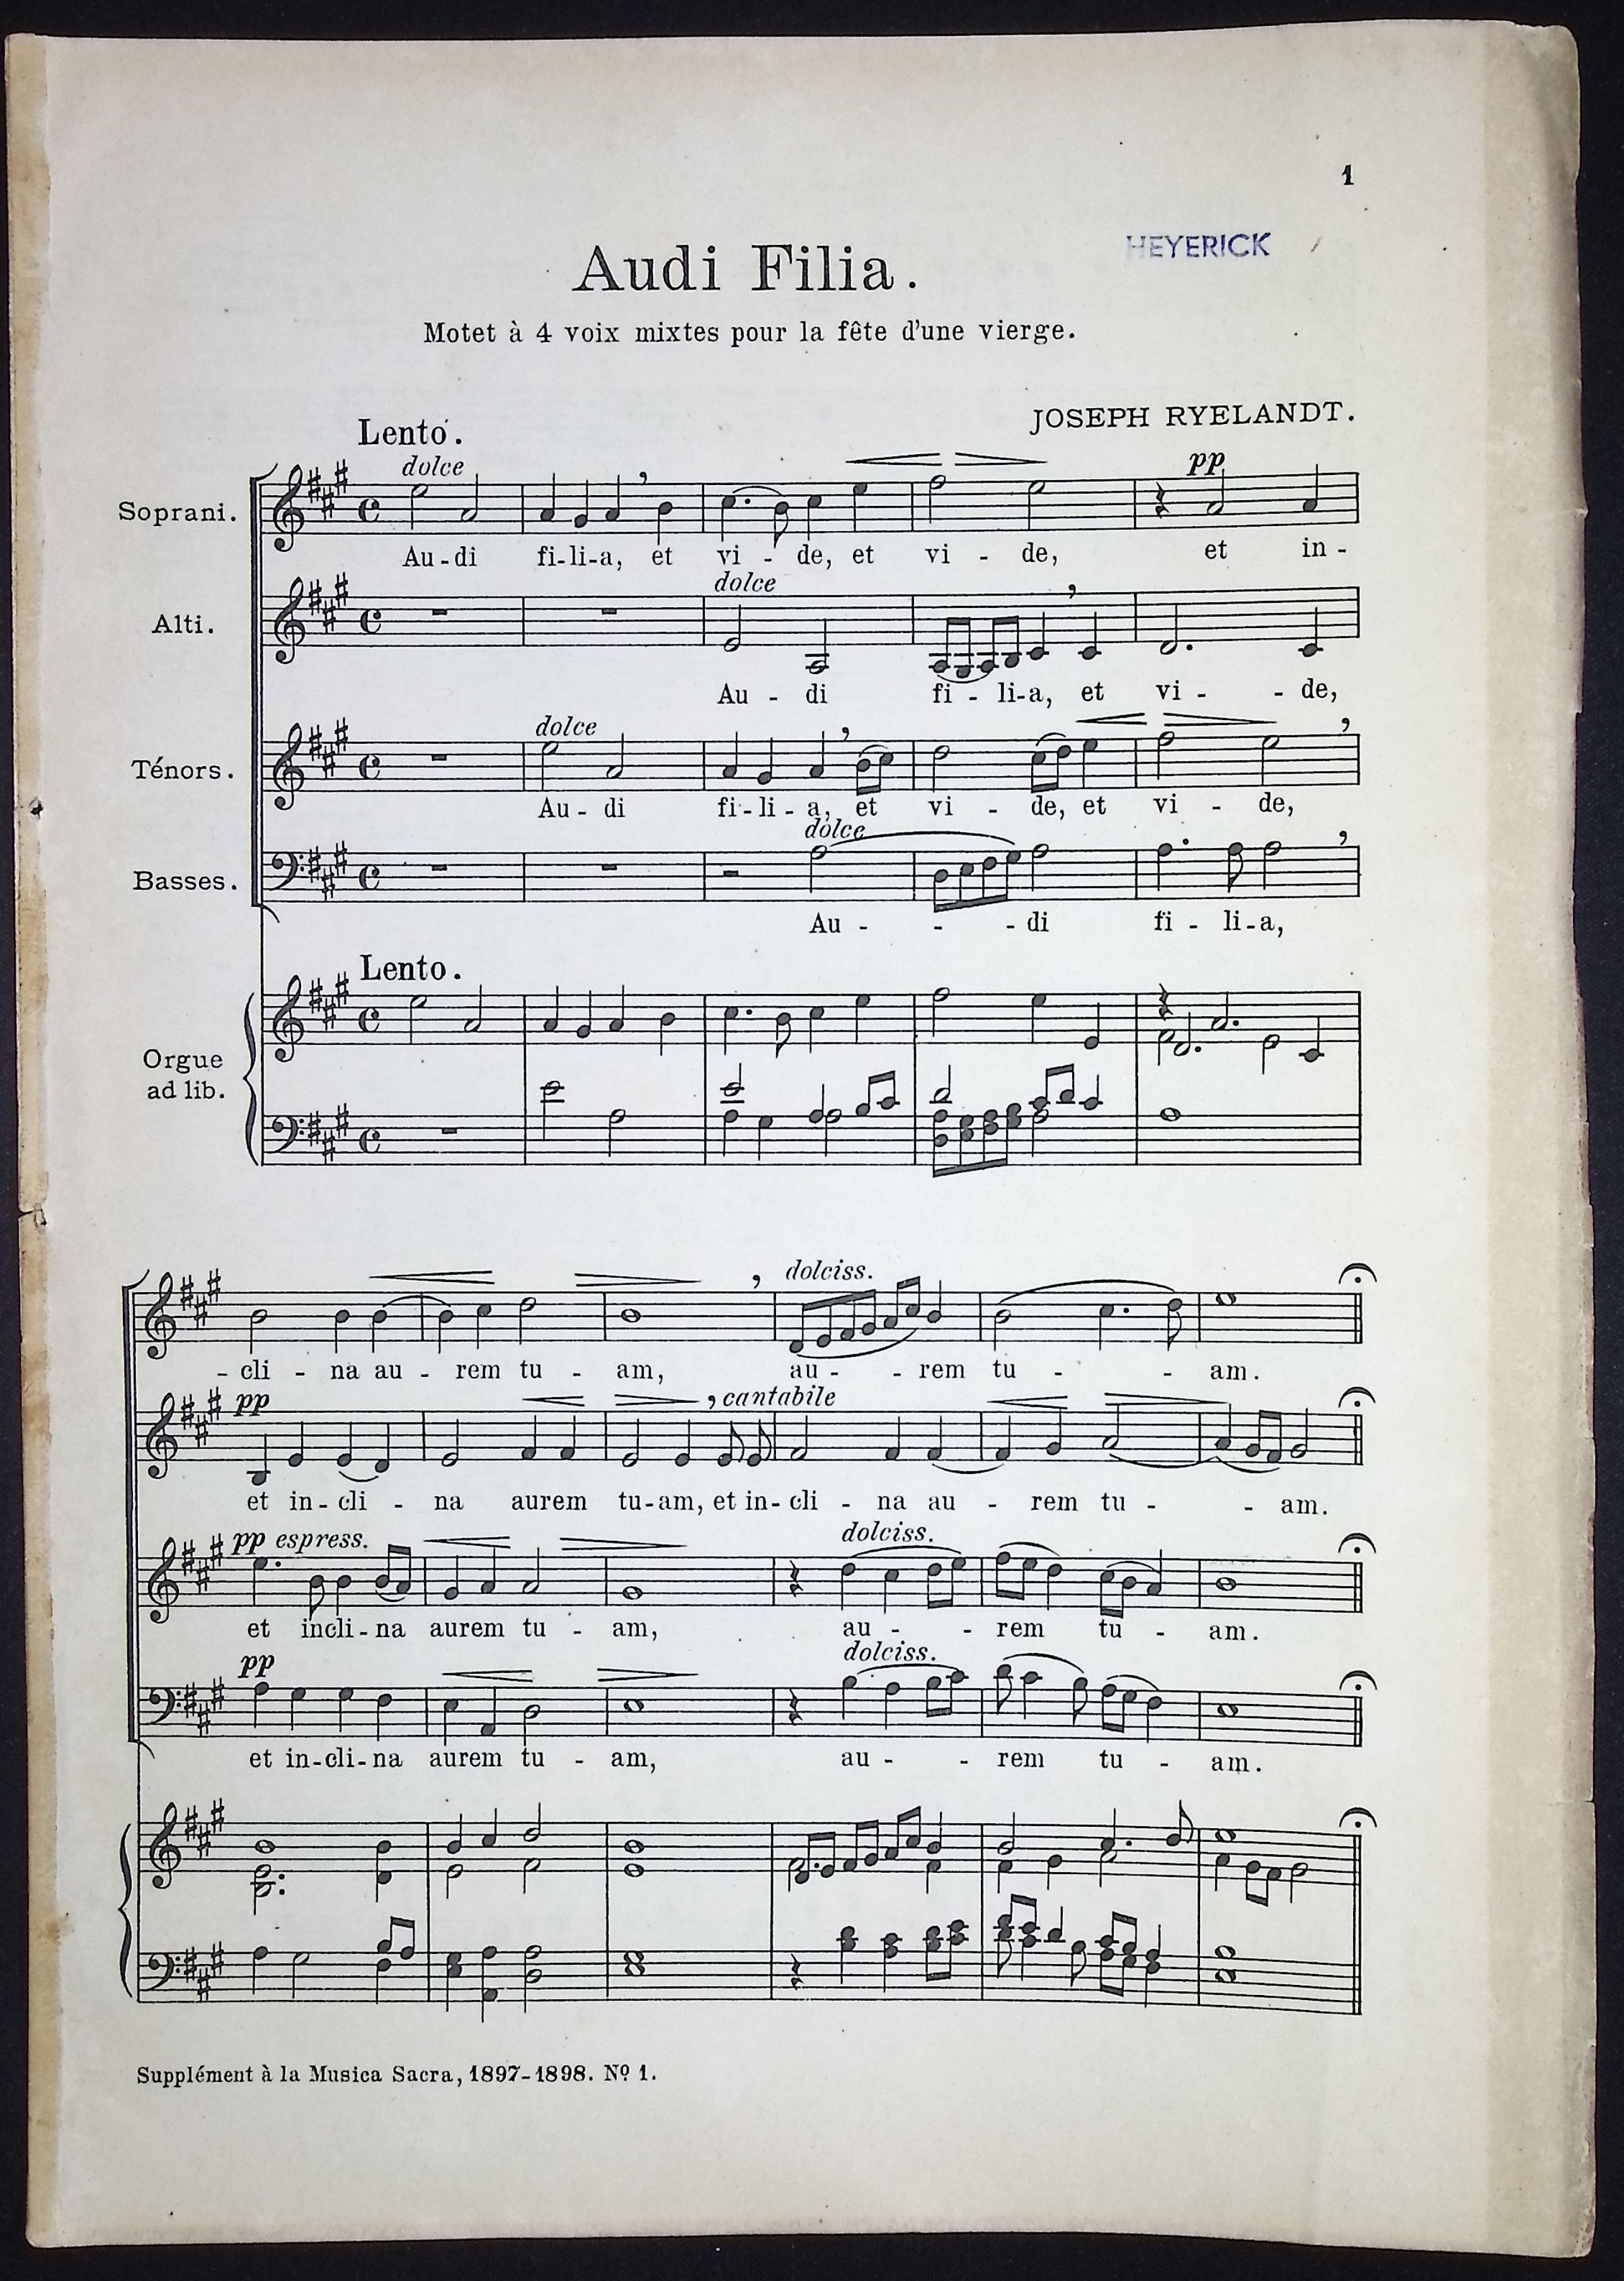 1
HEYERICK
Audi Filia.
Motet à 4 voix mixtes pour la fête d'une vierge.
JOSEPH RYELANDT.
Lento.
dolce
pp
Soprani.
Au - di fi - li - a, et vi - de, et vi - de, et in -
dolce
Alti.
Au - di fi - li - a, et vi - - de,
dolce
Ténors.
Au - di fi - li - a, et vi - de, et vi - de,
dolce
Basses.
Au - - - di fi - li - a,
Lento.
Orgue
ad lib.
dolciss.
- cli - na au - rem tu - am, au - - rem tu - - am.
pp , cantabile
et in - cli - na aurem tu - am, et in - cli - na au - rem tu - - am.
pp espress. dolciss.
et incli - na aurem tu - am, au - - rem tu - am.
pp dolciss.
et in - cli - na aurem tu - am, au - - rem tu - am.
Supplément à la Musica Sacra, 1897-1898. Nº 1.